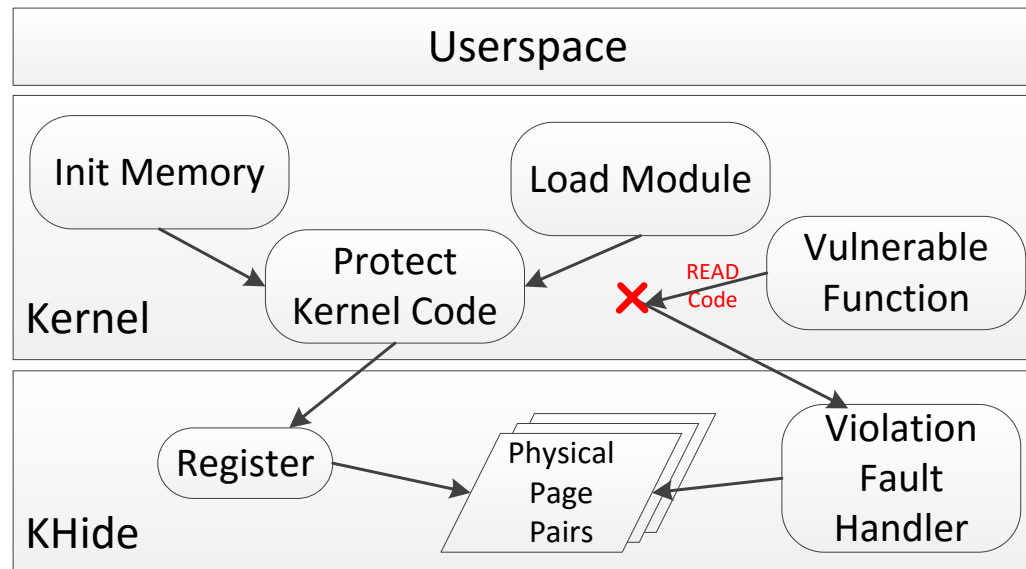 Userspace
Init Memory
Load Module
Protect
Kernel Code
READ
Code
Vulnerable
Function
Kernel
Register
Physical
Page
Pairs
Violation
Fault
Handler
KHide